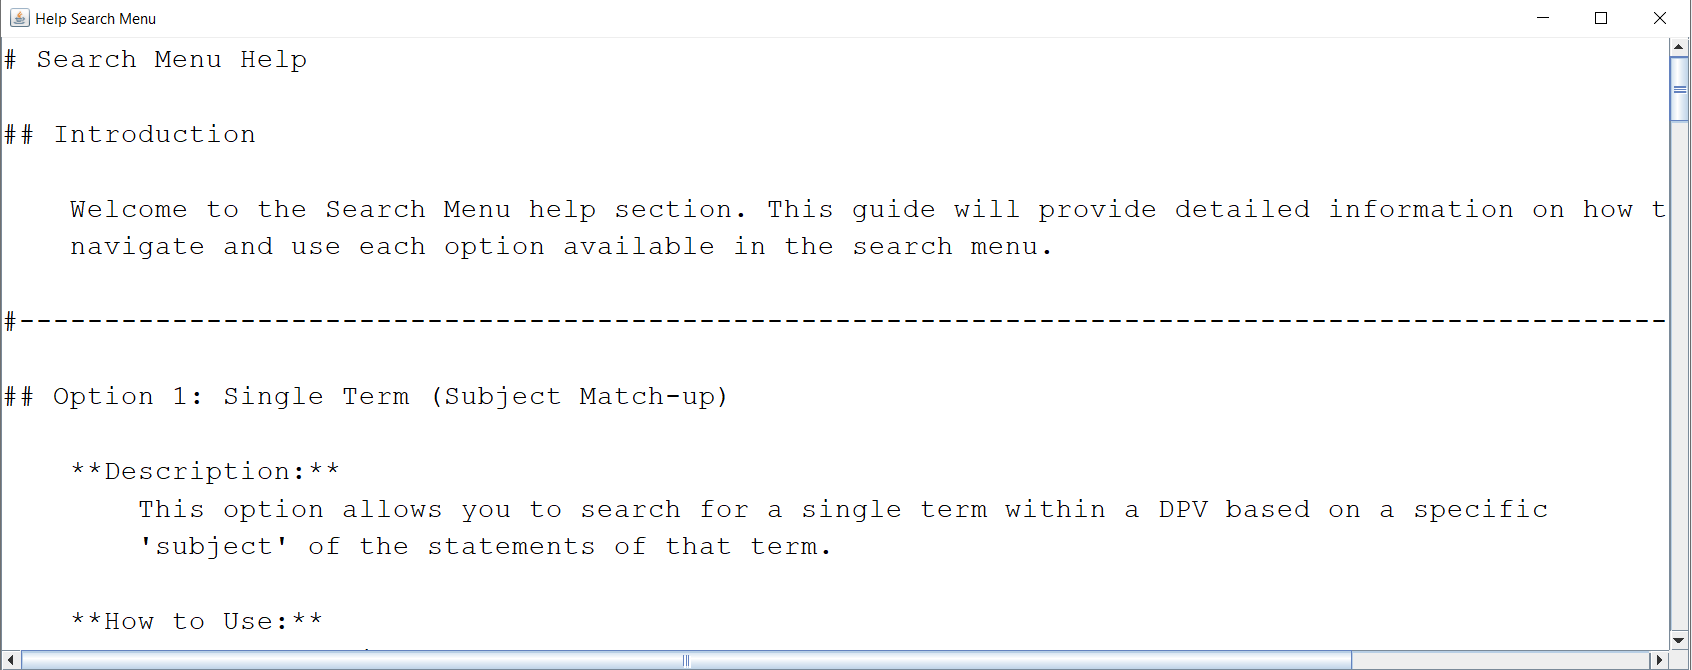 Help Search Menu
# Search Menu Help
## Introduction
Welcome to the Search Menu help section. This guide will provide detailed information on how t
navigate and use each option available in the search menu.
#-------------------------------------------------------------------------------------------------
## Option 1: Single Term (Subject Match-up)
**Description:**
This option allows you to search for a single term within a DPV based on a specific
'subject' of the statements of that term.
**How to Use:**